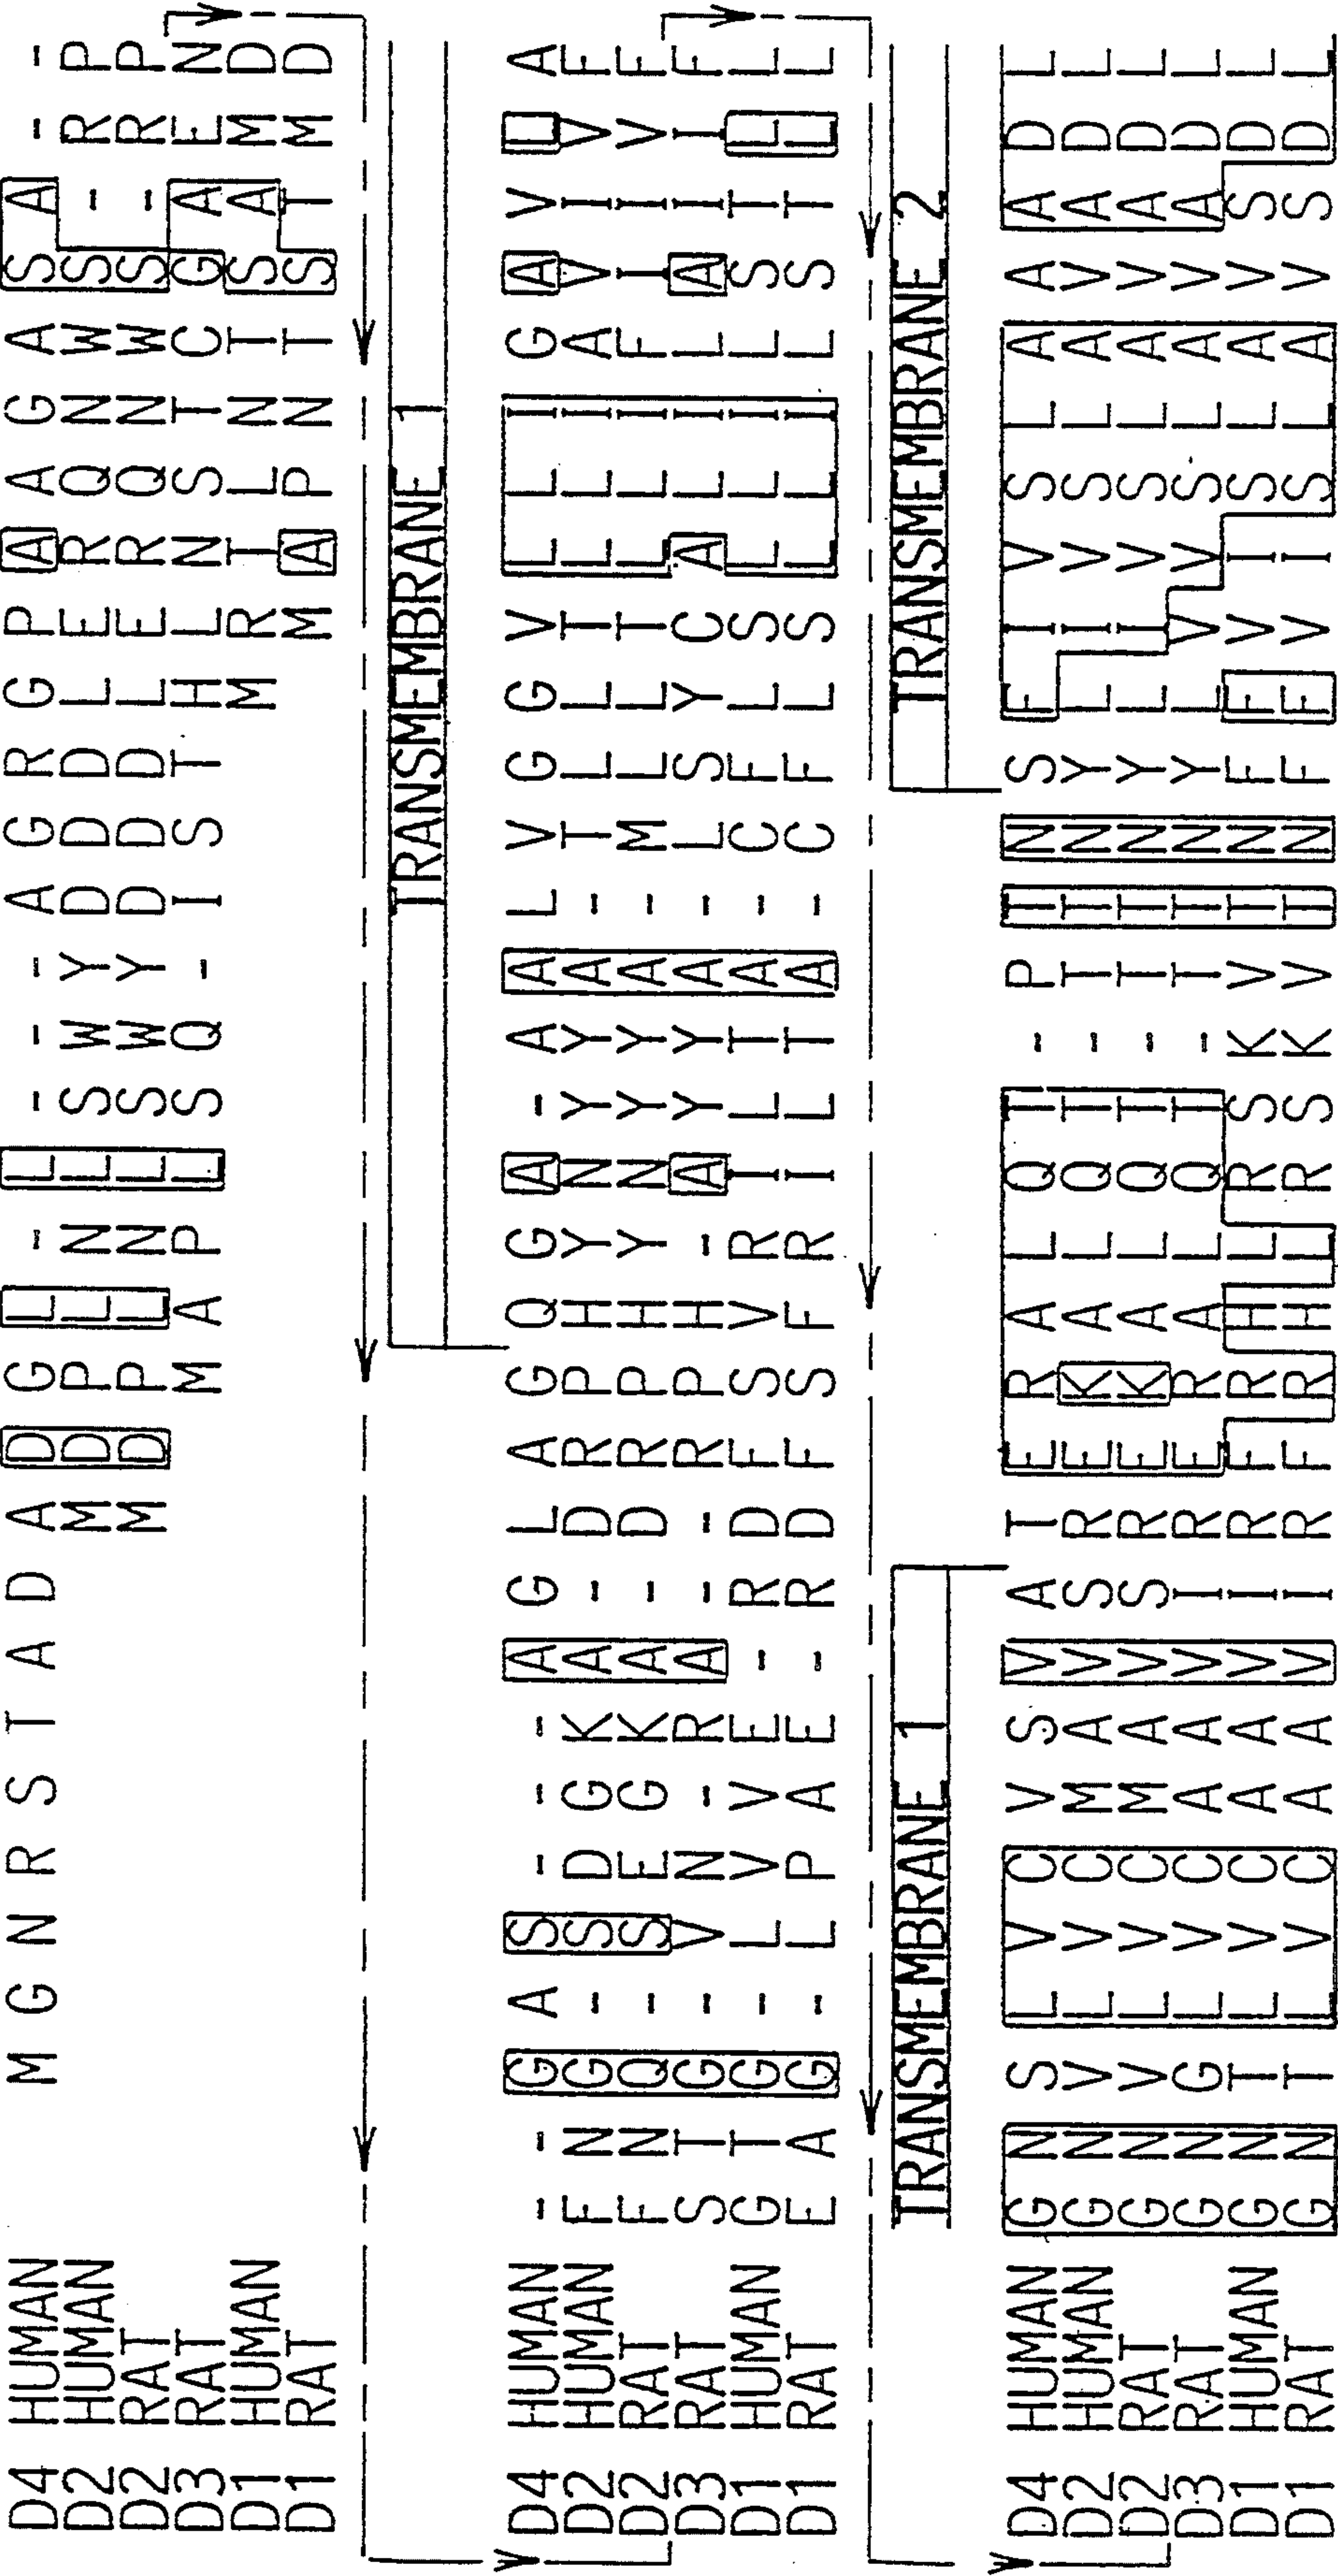 D4 HUMAN M G N R S T A D A D G L - L - - - A G R G P A A G A S A - -
D2 HUMAN M D P L N L S W Y D D D L E R Q N W S - R P
D2 RAT M D P L N L S W Y D D D L E R Q N W S - R P
D3 RAT M A P L S Q - I S T H L N S T C G A E N
D1 HUMAN M R T L N T S A M D
D1 RAT M A P N T S T M D
TRANSMEMBRANE 1
D4 HUMAN - - G A S - - - A G L A G Q G A - A A L V G G V L L I G A V L A
D2 HUMAN F N G - S D G K A - D R P H Y N Y Y A - T L L T L L I A V I V F
D2 RAT F N Q - S E G K A - D R P H Y N Y Y A - M L L T L L I F I I V F
D3 RAT S T G - V N - R A - - R P H - A Y Y A - L S Y C A L I L A I I F
D1 HUMAN G T G - L V V E - R D F S V R I L T A - C F L S L L I L S T L L
D1 RAT E A G - L P A E - R D F S F R I L T A - C F L S L L I L S T L L
TRANSMEMBRANE 1 TRANSMEMBRANE 2
D4 HUMAN G N S L V C V S V A T E R A L Q T - P T N S F I V S L A A A D L
D2 HUMAN G N V L V C M A V S R E K A L Q T - T T N Y L I V S L A V A D L
D2 RAT G N V L V C M A V S R E K A L Q T - T T N Y L I V S L A V A D L
D3 RAT G N G L V C A A V I R E R A L Q T - T T N Y L V V S L A V A D L
D1 HUMAN G N T L V C A A V I R F R H L R S K V T N F F V I S L A V S D L
D1 RAT G N T L V C A A V I R F R H L R S K V T N F F V I S L A V S D L